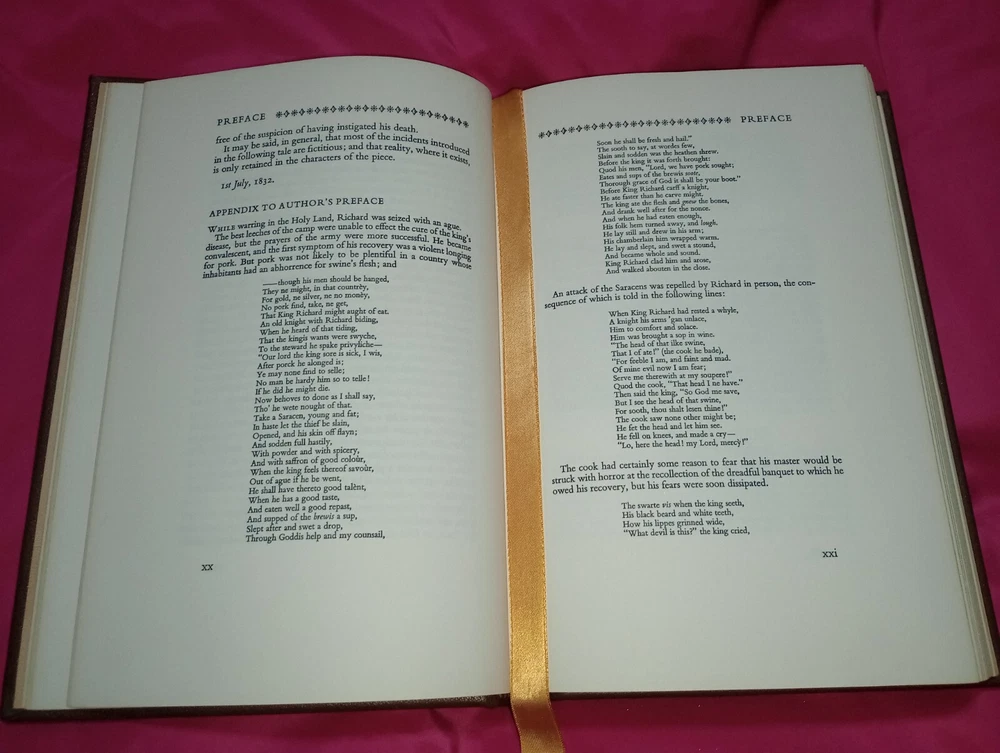 PREFACE
free of the suspicion of having instigated his death.
It may be said, in general, that most of the incidents introduced
in the following tale are fictitious; and that reality, where it exists,
is only retained in the characters of the piece.
1st July, 1832.
APPENDIX TO AUTHOR'S PREFACE
WHILE warring in the Holy Land, Richard was seized with an ague.
The best leeches of the camp were unable to effect the cure of the king's
disease, but the prayers of the army were more successful. He became
convalescent, and the first symptom of his recovery was a violent longing
for pork. But pork was not likely to be plentiful in a country whose
inhabitants had an abhorrence for swine's flesh; and
——though his men should be hanged,
They ne might, in that countrèy,
For gold, ne silver, ne no monèy,
No pork find, take, ne get,
That King Richard might aught of eat.
An old knight with Richard biding,
When he heard of that tiding,
That the kingis wants were swyche,
To the steward he spake privyliche—
"Our lord the king sore is sick, I wis,
After porck he alonged is;
Ye may none find to selle;
No man be hardy him so to telle!
If he did he might die.
Now behoves to done as I shall say,
Tho' he were nought of that.
Take a Saracen, young and fat;
In haste let the thief be slain,
Opened, and his skin off flayn;
And sodden full hastily,
With powder and with spicery,
And with saffron of good colour,
When the king feels thereof savour,
Out of ague if he be went,
He shall have thereto good talènt,
When he has a good taste,
And eaten well a good repast,
And supped of the brewis a sup,
Slept after and swet a drop,
Through Goddis help and my counsail,
xx
PREFACE
Soon he shall be fresh and hail."
The sooth to say, at wordes few,
Slain and sodden was the heathen shrew.
Before the king it was forth brought:
Quod his men, "Lord, we have pork sought;
Eates and sups of the brewis soote,
Thorough grace of God is shall be your boot."
Before King Richard carff a knight,
He ate faster than he carve might.
The king ate the flesh and gnew the bones,
And drank well after for the nonce.
And when he had eaten enough,
His folk hem turned away, and lough.
He lay still and drew in his arm;
His chamberlain him wrapped warm.
He lay and slept, and swet a stound,
And became whole and sound.
King Richard clad him and arose,
And walked abouten in the close.
An attack of the Saracens was repelled by Richard in person, the con-
sequence of which is told in the following lines:
When King Richard had rested a whyle,
A knight his arms 'gan unlace,
Him to comfort and solace.
Him was brought a sop in wine.
"The head of that ilke swine,
That I of ate!" (the cook he bade),
"For feeble I am, and faint and mad.
Of mine evil now I am fear;
Serve me therewith at my soupere!"
Quod the cook, "That head I ne have."
Then said the king, "So God me save,
But I see the head of that swine,
For sooth, thou shalt lesen thine!"
The cook saw none other might be;
He fet the head and let him see.
He fell on knees, and made a cry—
"Lo, here the head! my Lord, mercỳ!"
The cook had certainly some reason to fear that his master would be
struck with horror at the recollection of the dreadful banquet to which he
owed his recovery, but his fears were soon dissipated.
The swarte vis when the king seeth,
His black beard and white teeth,
How his lippes grinned wide,
"What devil is this?" the king cried,
xxi